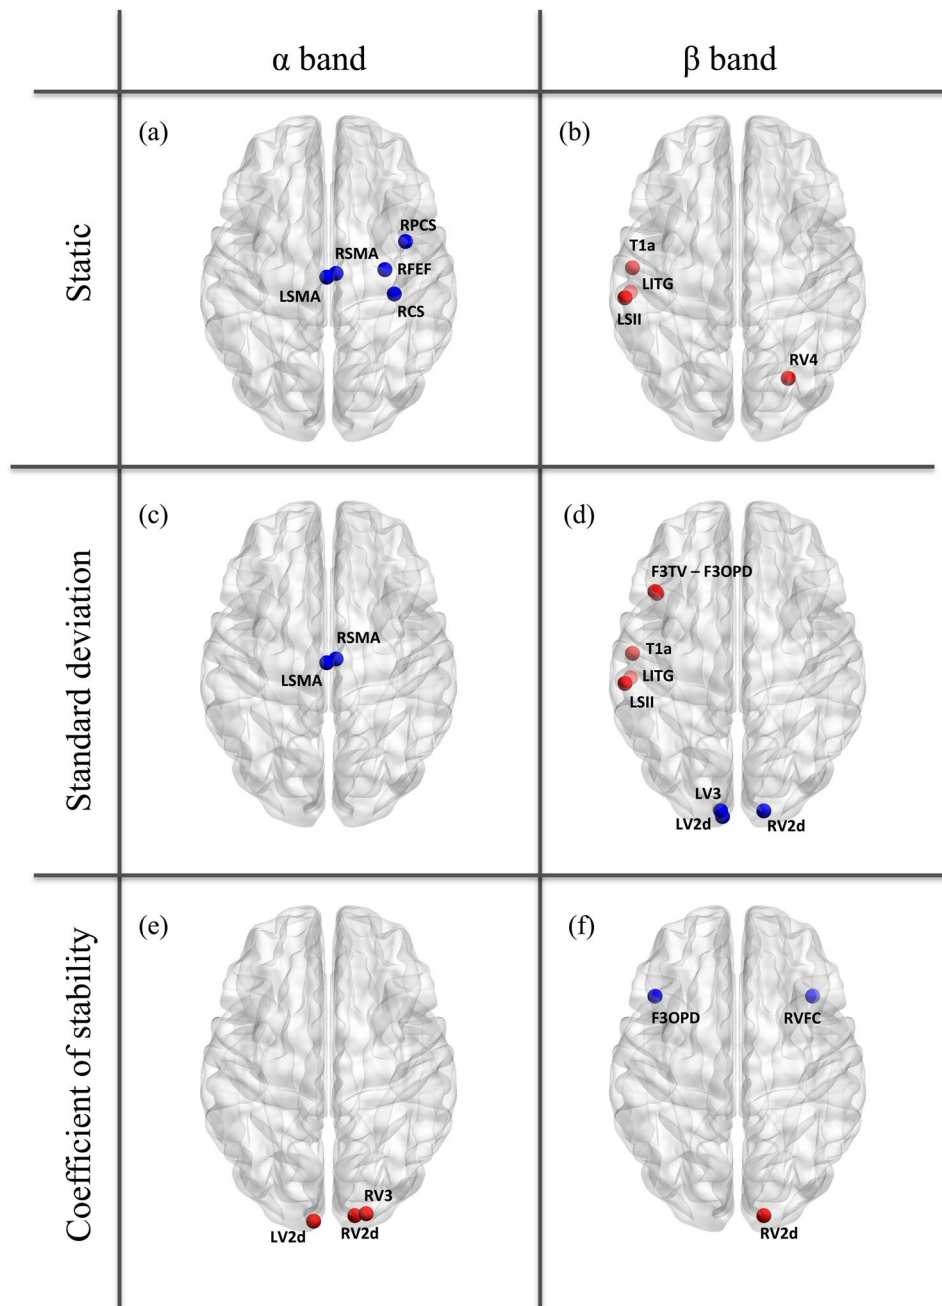 α band
β band
Static
(a)
RPCS
RSMA
RFEF
LSMA
RCS
(b)
T1a
LITG
LSII
RV4
Standard deviation
(c)
RSMA
LSMA
(d)
F3TV – F3OPD
T1a
LITG
LSII
LV3
LV2d
RV2d
Coefficient of stability
(e)
RV3
RV2d
LV2d
(f)
F3OPD
RVFC
RV2d